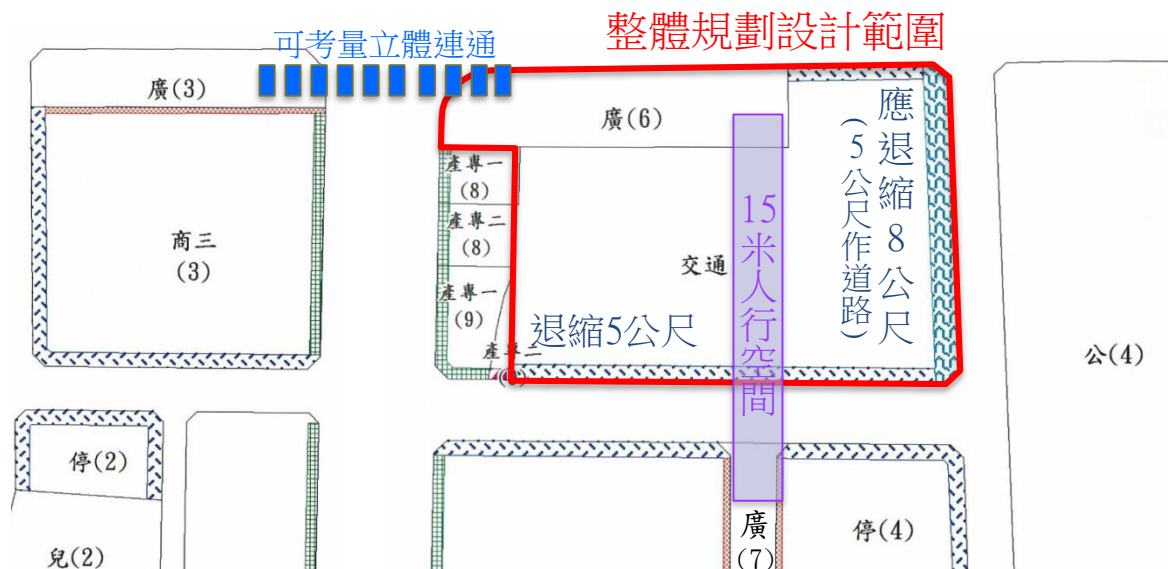 整體規劃設計範圍
可考量立體連通
廣(3)
廣(6)
應退縮8公尺
(5公尺作道路)
產專一
(8)
產專二
(8)
產專一
(9)
產專二
商三
(3)
交通
15米人行空間
退縮5公尺
公(4)
停(2)
兒(2)
廣
(7)
停(4)